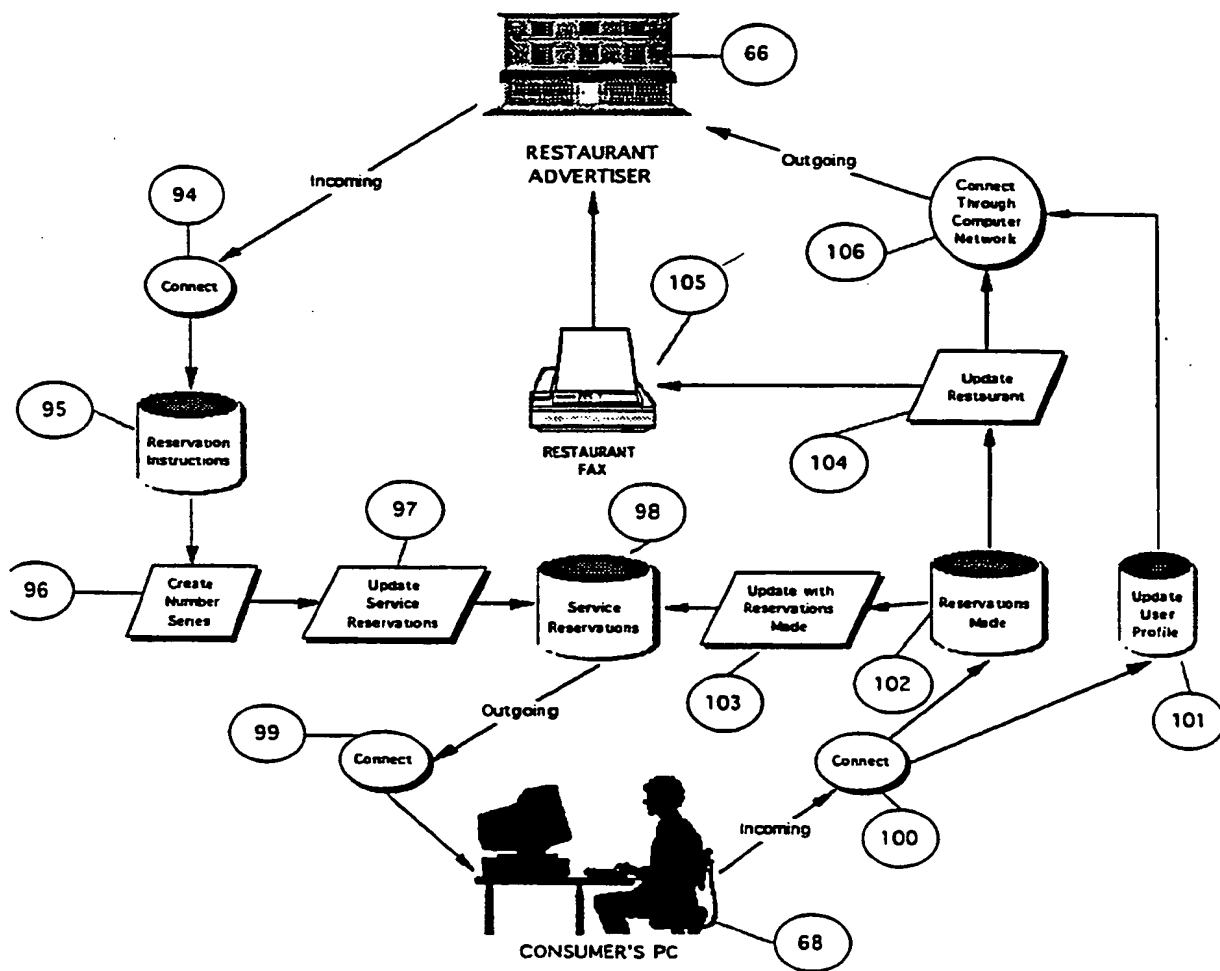 66
RESTAURANT
ADVERTISER
Incoming
Outgoing
94
Connect
Connect
Through
Computer
Network
106
105
95
Reservation
Instructions
RESTAURANT
FAX
Update
Restaurant
104
96
Create
Number
Series
97
Update
Service
Reservations
98
Service
Reservations
Update with
Reservations
Made
103
Reservations
Made
102
Update
User
Profile
101
Outgoing
99
Connect
Incoming
Connect
100
CONSUMER'S PC
68